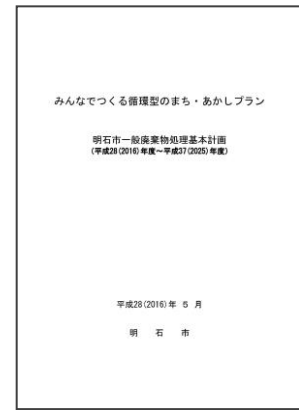 みんなでつくる循環型のまち・あかしプラン
明石市一般廃棄物処理基本計画
(平成28(2016)年度～平成37(2025)年度)
平成28(2016)年 5 月
明 石 市